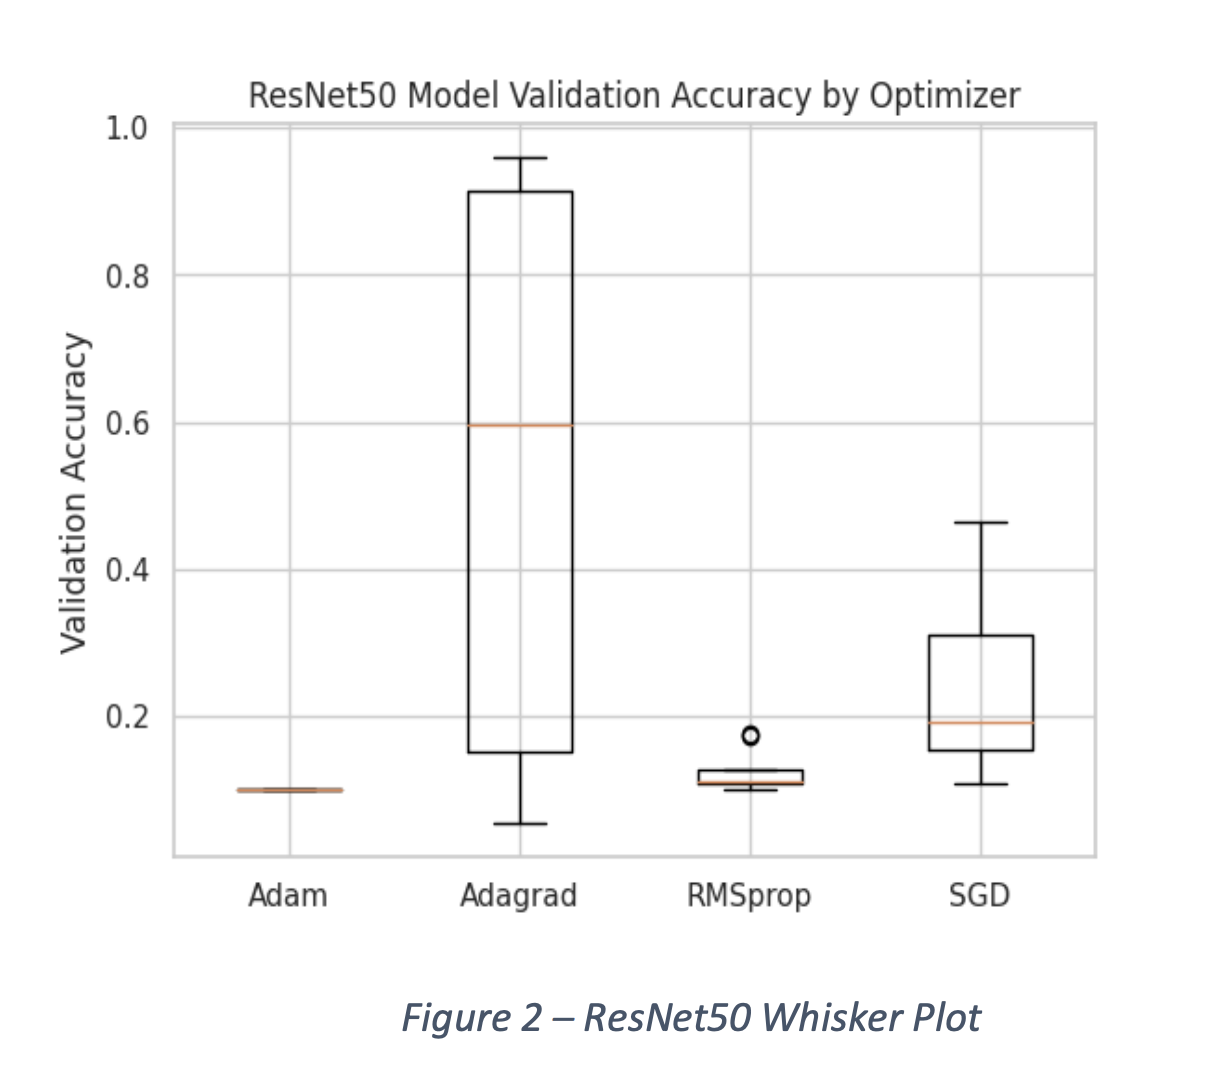 ResNet50 Model Validation Accuracy by Optimizer
1.0
0.8
0.6
0.4
0.2
Validation Accuracy
Adam Adagrad RMSprop SGD
Figure 2 – ResNet50 Whisker Plot